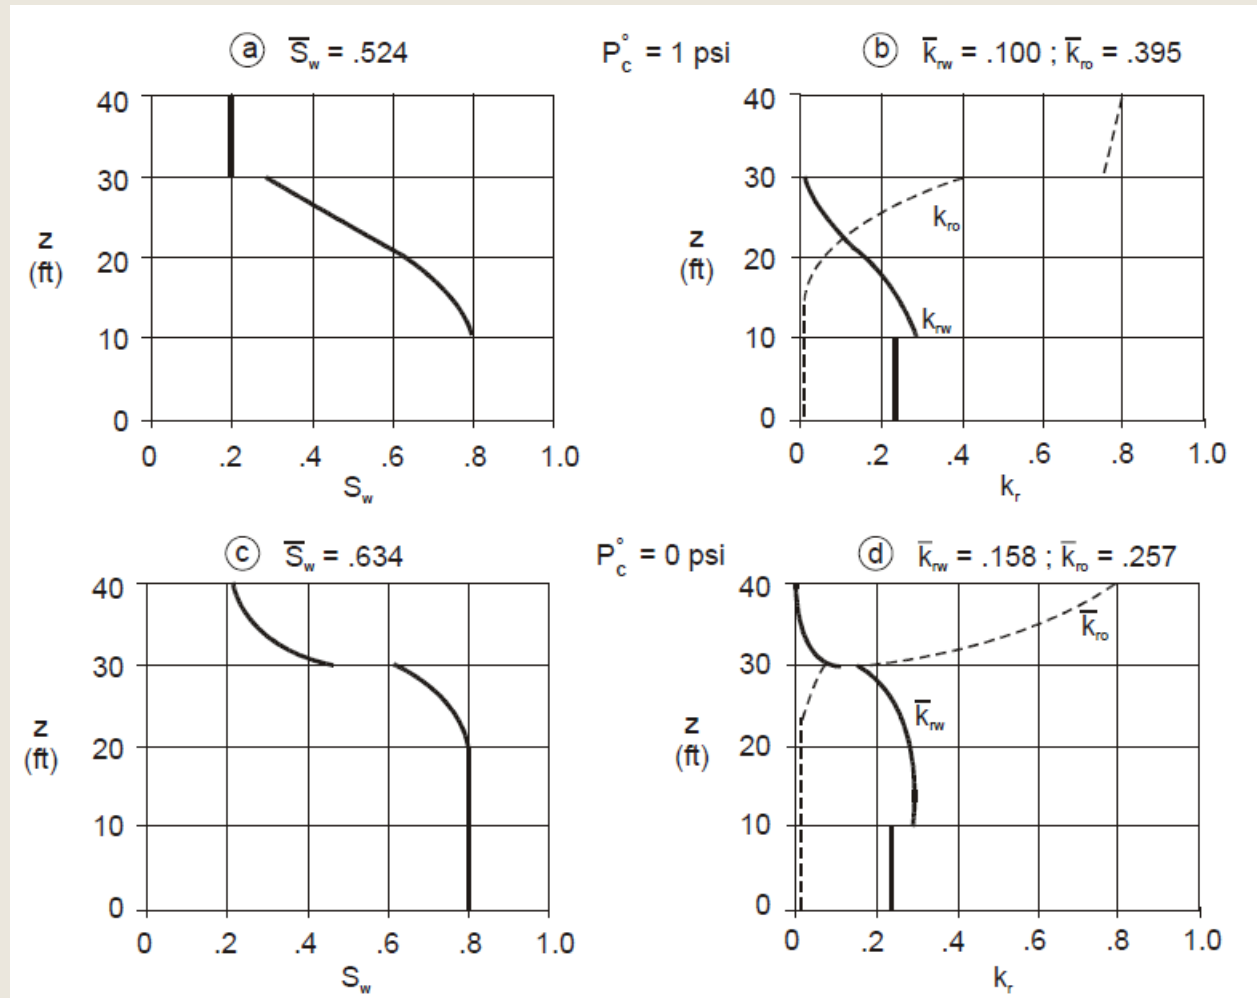 a S̄w = .524 P°c = 1 psi b k̄rw = .100 ; k̄ro = .395
40
30
z
(ft)
20
10
0
0 .2 .4 .6 .8 1.0
Sw
40
30
z
(ft)
20
10
0
kro
krw
0 .2 .4 .6 .8 1.0
kr
c S̄w = .634 P°c = 0 psi d k̄rw = .158 ; k̄ro = .257
40
30
z
(ft)
20
10
0
0 .2 .4 .6 .8 1.0
Sw
40
30
z
(ft)
20
10
0
k̄ro
k̄rw
0 .2 .4 .6 .8 1.0
kr